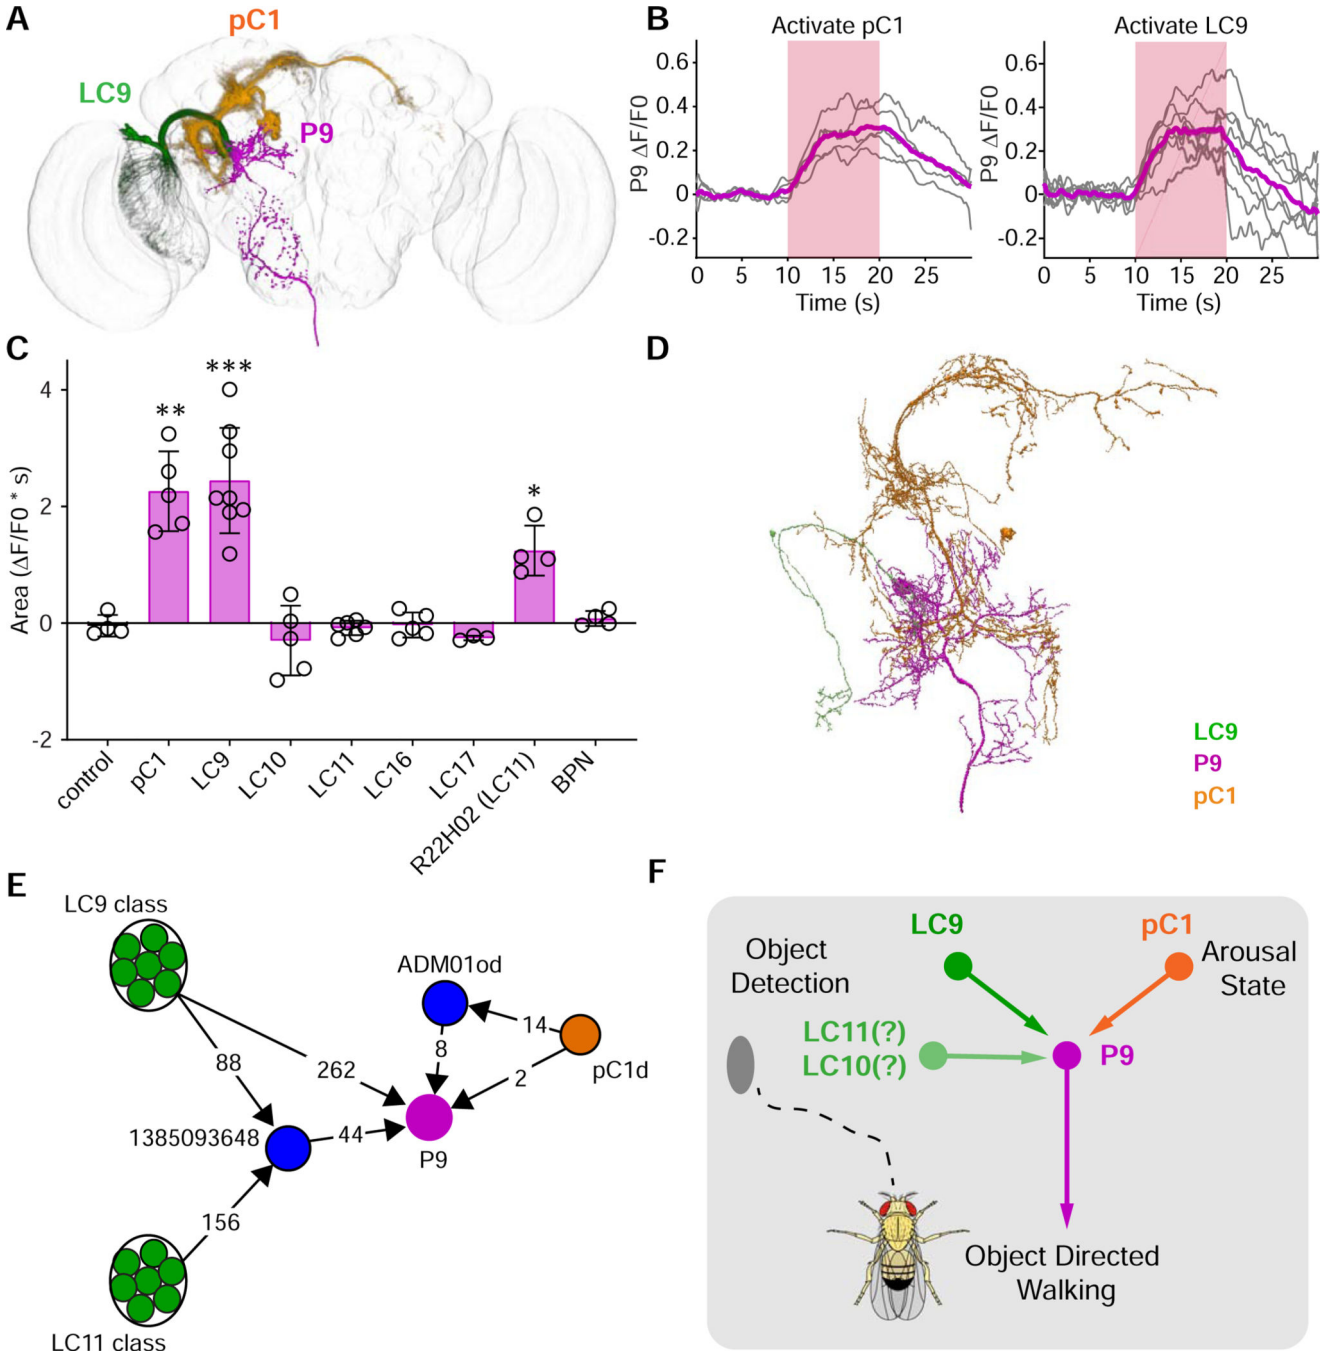 A
pC1
LC9
P9
B
Activate pC1
P9 ΔF/F0
0.6
0.4
0.2
0
-0.2
0
5
10
15
20
25
Time (s)
Activate LC9
P9 ΔF/F0
0.6
0.4
0.2
0
-0.2
0
5
10
15
20
25
Time (s)
C
Area (ΔF/F0 * s)
4
2
0
-2
**
***
*
control
pC1
LC9
LC10
LC11
LC16
LC17
R22H02 (LC11)
BPN
D
LC9
P9
pC1
E
LC9 class
ADM01od
14
8
88
262
2
pC1d
1385093648
44
P9
156
LC11 class
F
LC9
pC1
Object
Detection
Arousal
State
LC11(?)
LC10(?)
P9
Object Directed
Walking